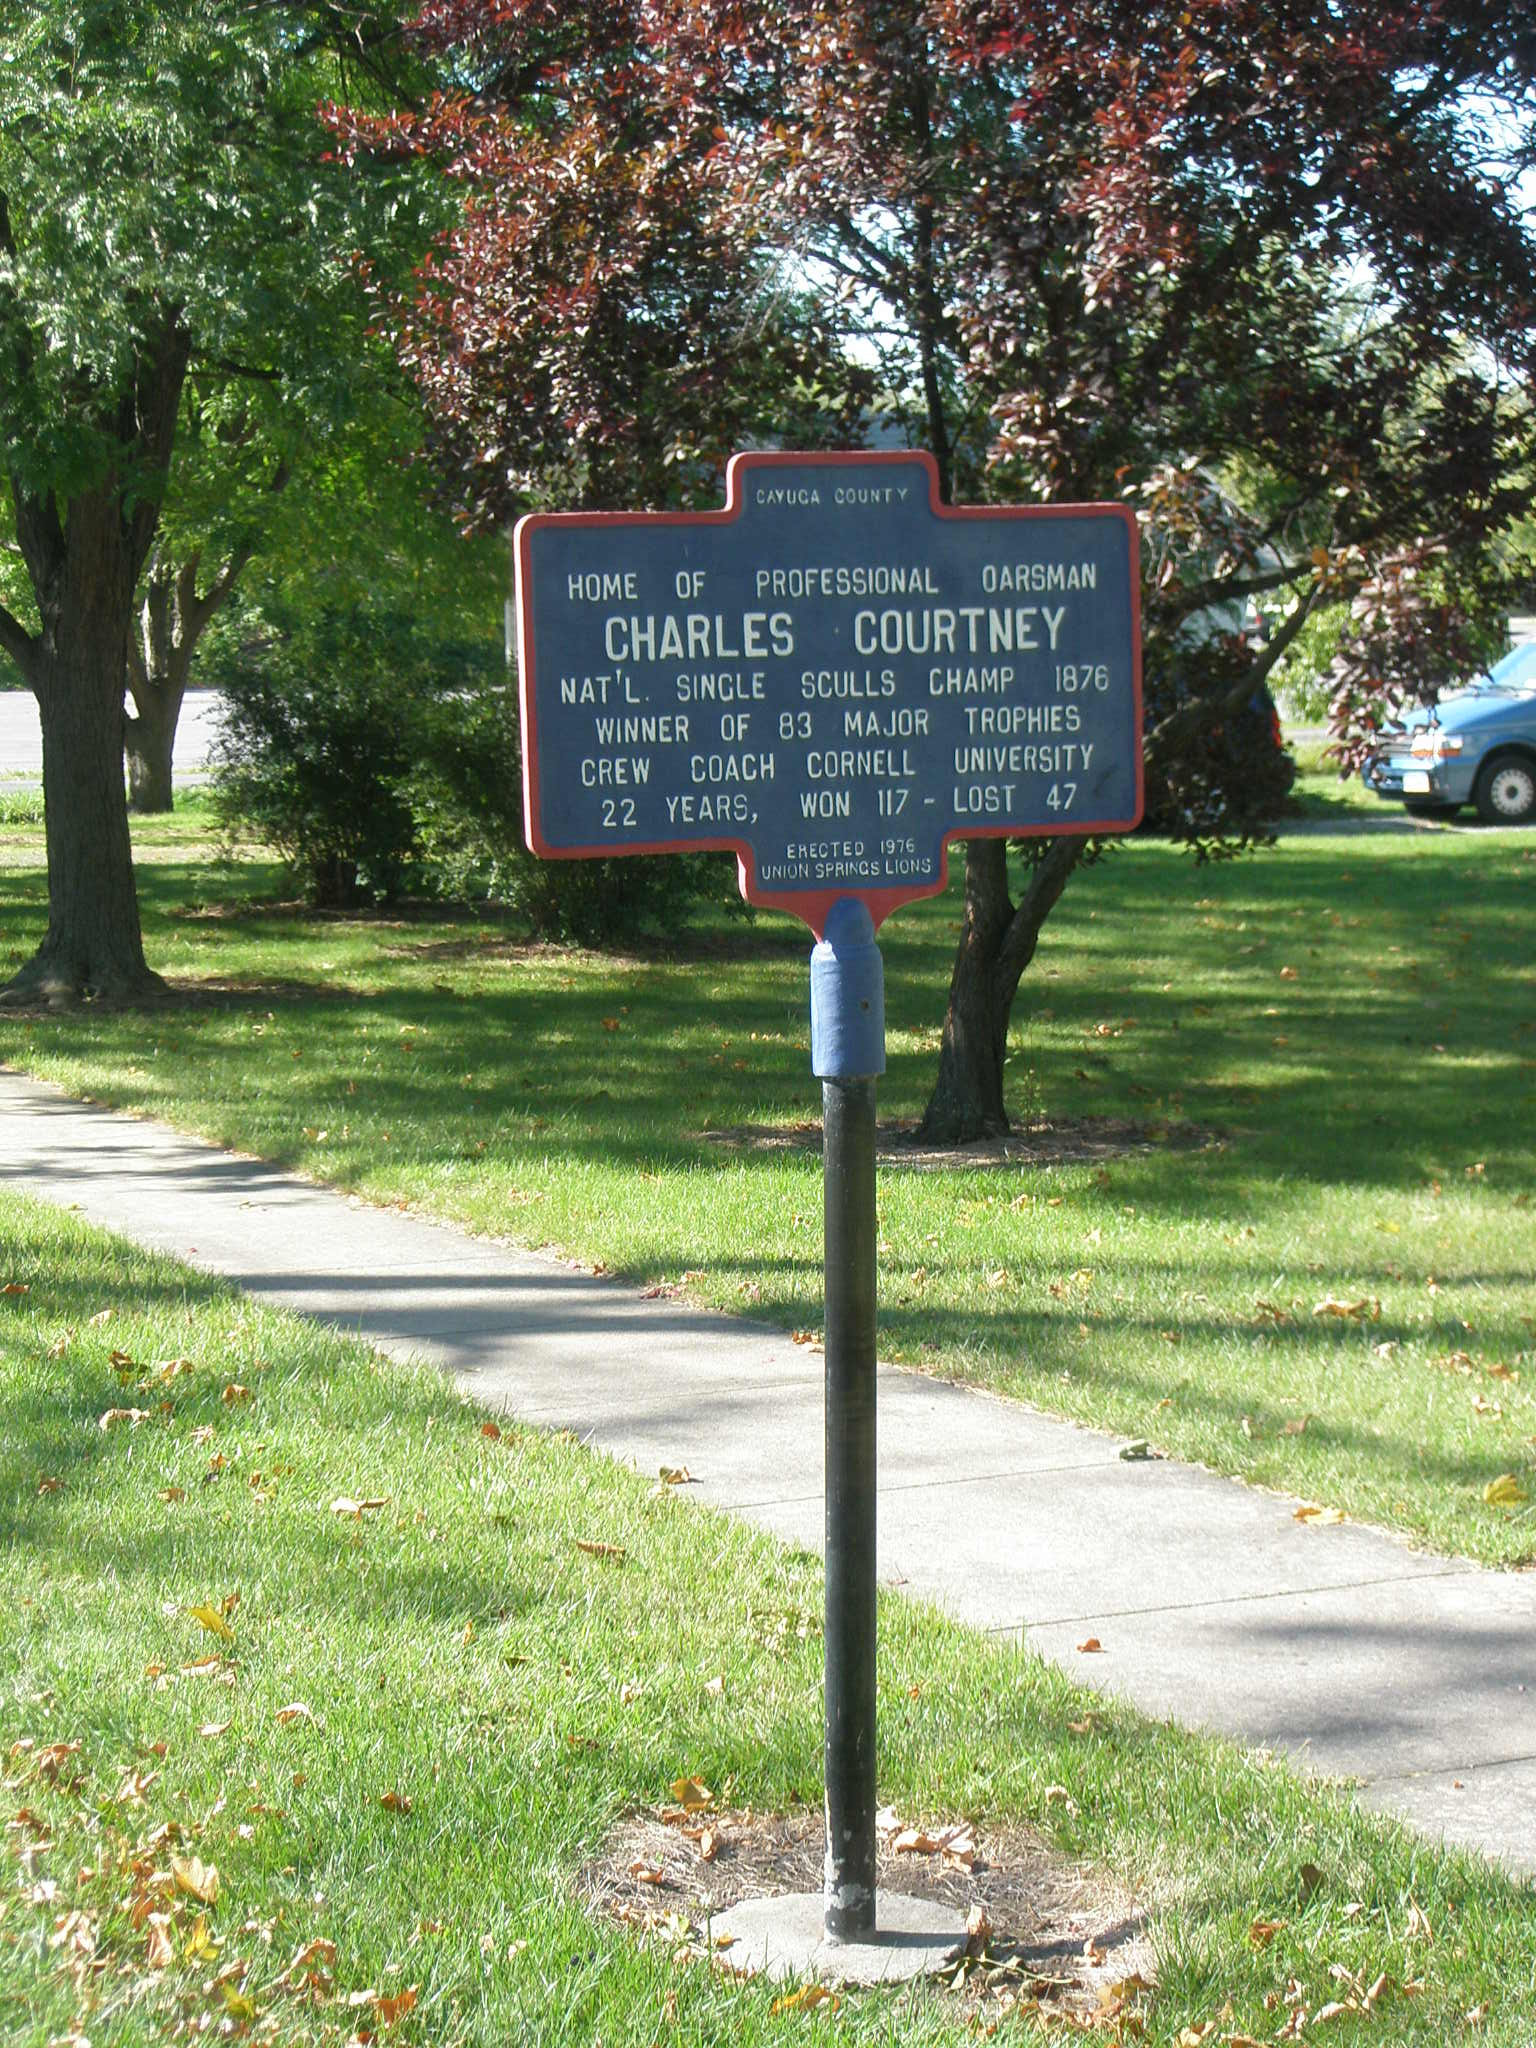 CAYUGA COUNTY
HOME OF PROFESSIONAL OARSMAN
CHARLES COURTNEY
NAT'L. SINGLE SCULLS CHAMP 1876
WINNER OF 83 MAJOR TROPHIES
CREW COACH CORNELL UNIVERSITY
22 YEARS, WON 117 - LOST 47
ERECTED 1976
UNION SPRINGS LIONS